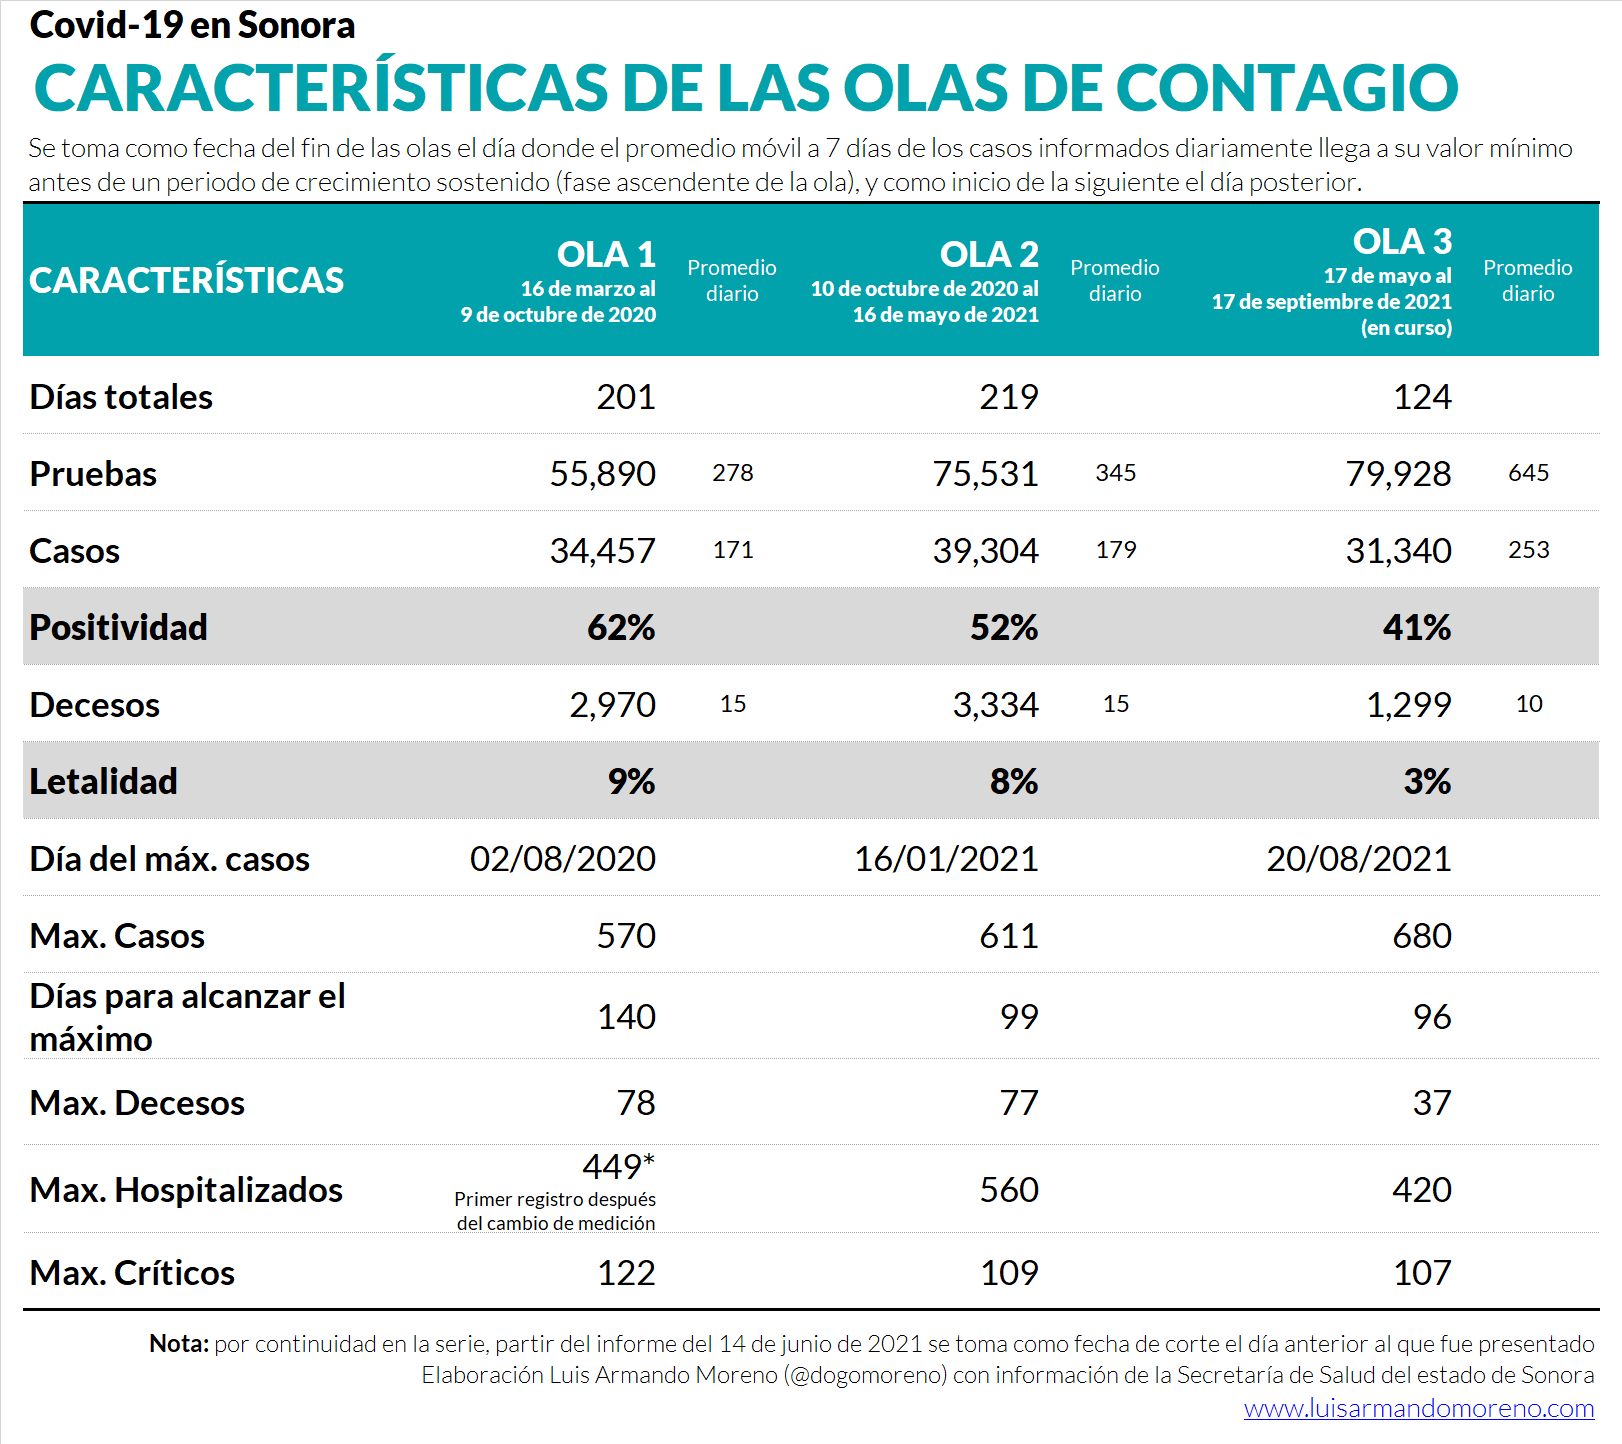 Covid-19 en Sonora
CARACTERÍSTICAS DE LAS OLAS DE CONTAGIO
Se toma como fecha del fin de las olas el día donde el promedio móvil a 7 días de los casos informados diariamente llega a su valor mínimo
antes de un periodo de crecimiento sostenido (fase ascendente de la ola), y como inicio de la siguiente el día posterior.
CARACTERÍSTICAS
OLA 1
16 de marzo al
9 de octubre de 2020
Promedio
diario
OLA 2
10 de octubre de 2020 al
16 de mayo de 2021
Promedio
diario
OLA 3
17 de mayo al
17 de septiembre de 2021
(en curso)
Promedio
diario
Días totales 201 219 124
Pruebas 55,890 278 75,531 345 79,928 645
Casos 34,457 171 39,304 179 31,340 253
Positividad 62% 52% 41%
Decesos 2,970 15 3,334 15 1,299 10
Letalidad 9% 8% 3%
Día del máx. casos 02/08/2020 16/01/2021 20/08/2021
Max. Casos 570 611 680
Días para alcanzar el
máximo 140 99 96
Max. Decesos 78 77 37
Max. Hospitalizados 449* 560 420
Primer registro después
del cambio de medición
Max. Críticos 122 109 107
Nota: por continuidad en la serie, partir del informe del 14 de junio de 2021 se toma como fecha de corte el día anterior al que fue presentado
Elaboración Luis Armando Moreno (@dogomoreno) con información de la Secretaría de Salud del estado de Sonora
www.luisarmandomoreno.com